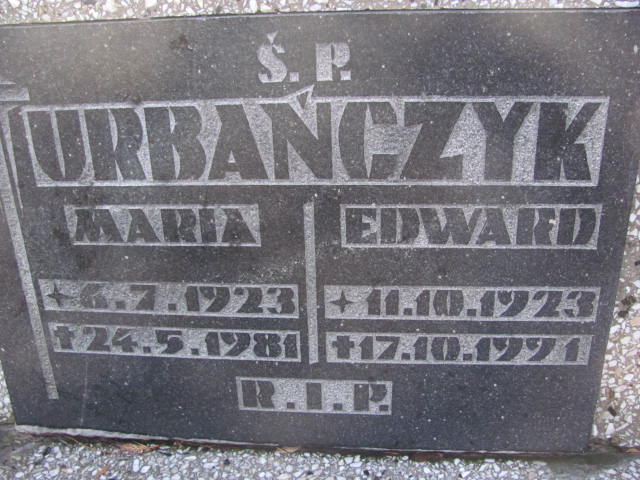 Ś. P.
URBAŃCZYK
MARIA EDWARD
6.7.1923 11.10.1923
✝24.5.1981 ✝17.10.1991
R.I.P.